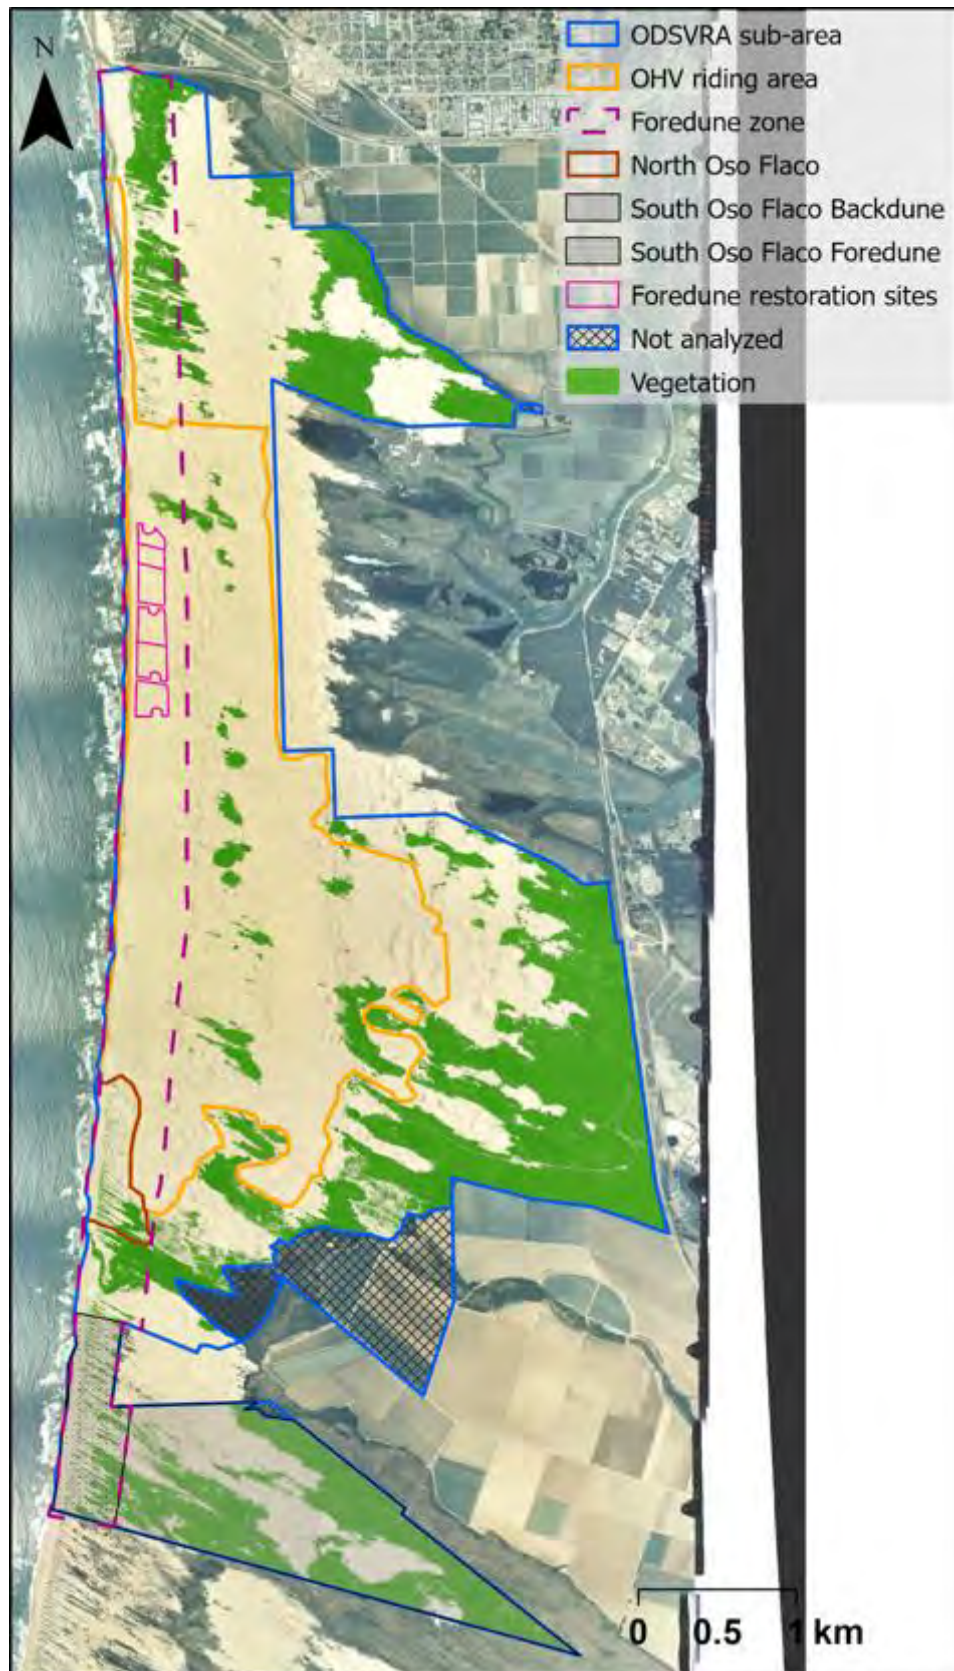 N
ODSVRA sub-area
OHV riding area
Foredune zone
North Oso Flaco
South Oso Flaco Backdune
South Oso Flaco Foredune
Foredune restoration sites
Not analyzed
Vegetation
0 0.5 1 km